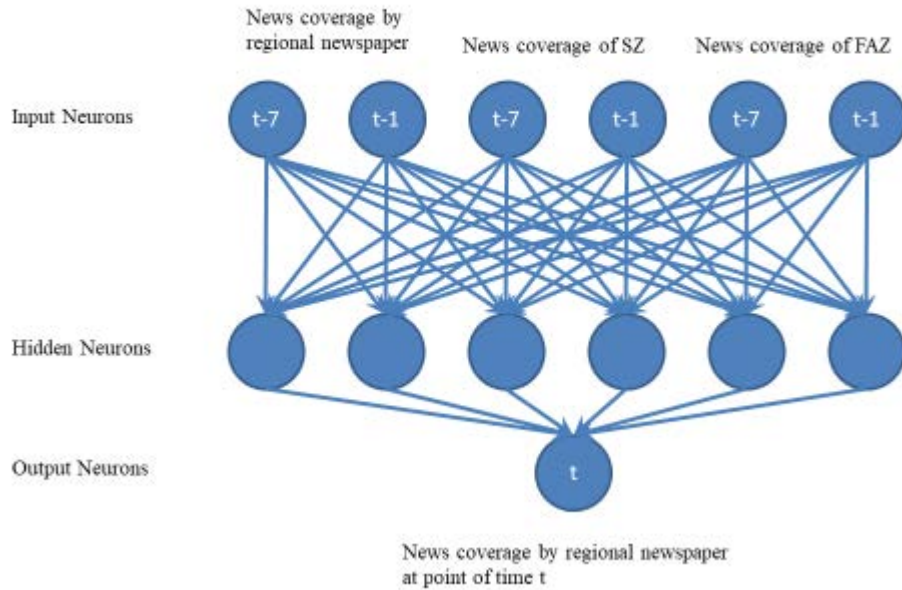 News coverage by
regional newspaper
News coverage of SZ
News coverage of FAZ
Input Neurons
t-7
t-1
t-7
t-1
t-7
t-1
Hidden Neurons
Output Neurons
t
News coverage by regional newspaper
at point of time t